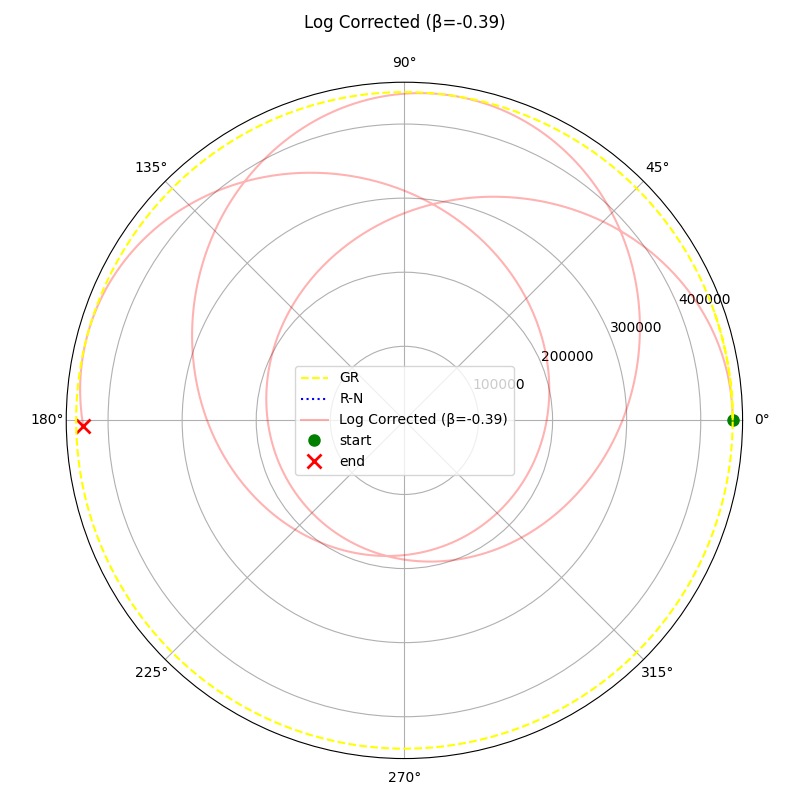 Log Corrected (β=-0.39)
90°
135°
45°
400000
300000
200000
100000
GR
R-N
Log Corrected (β=-0.39)
start
end
180°
0°
225°
315°
270°